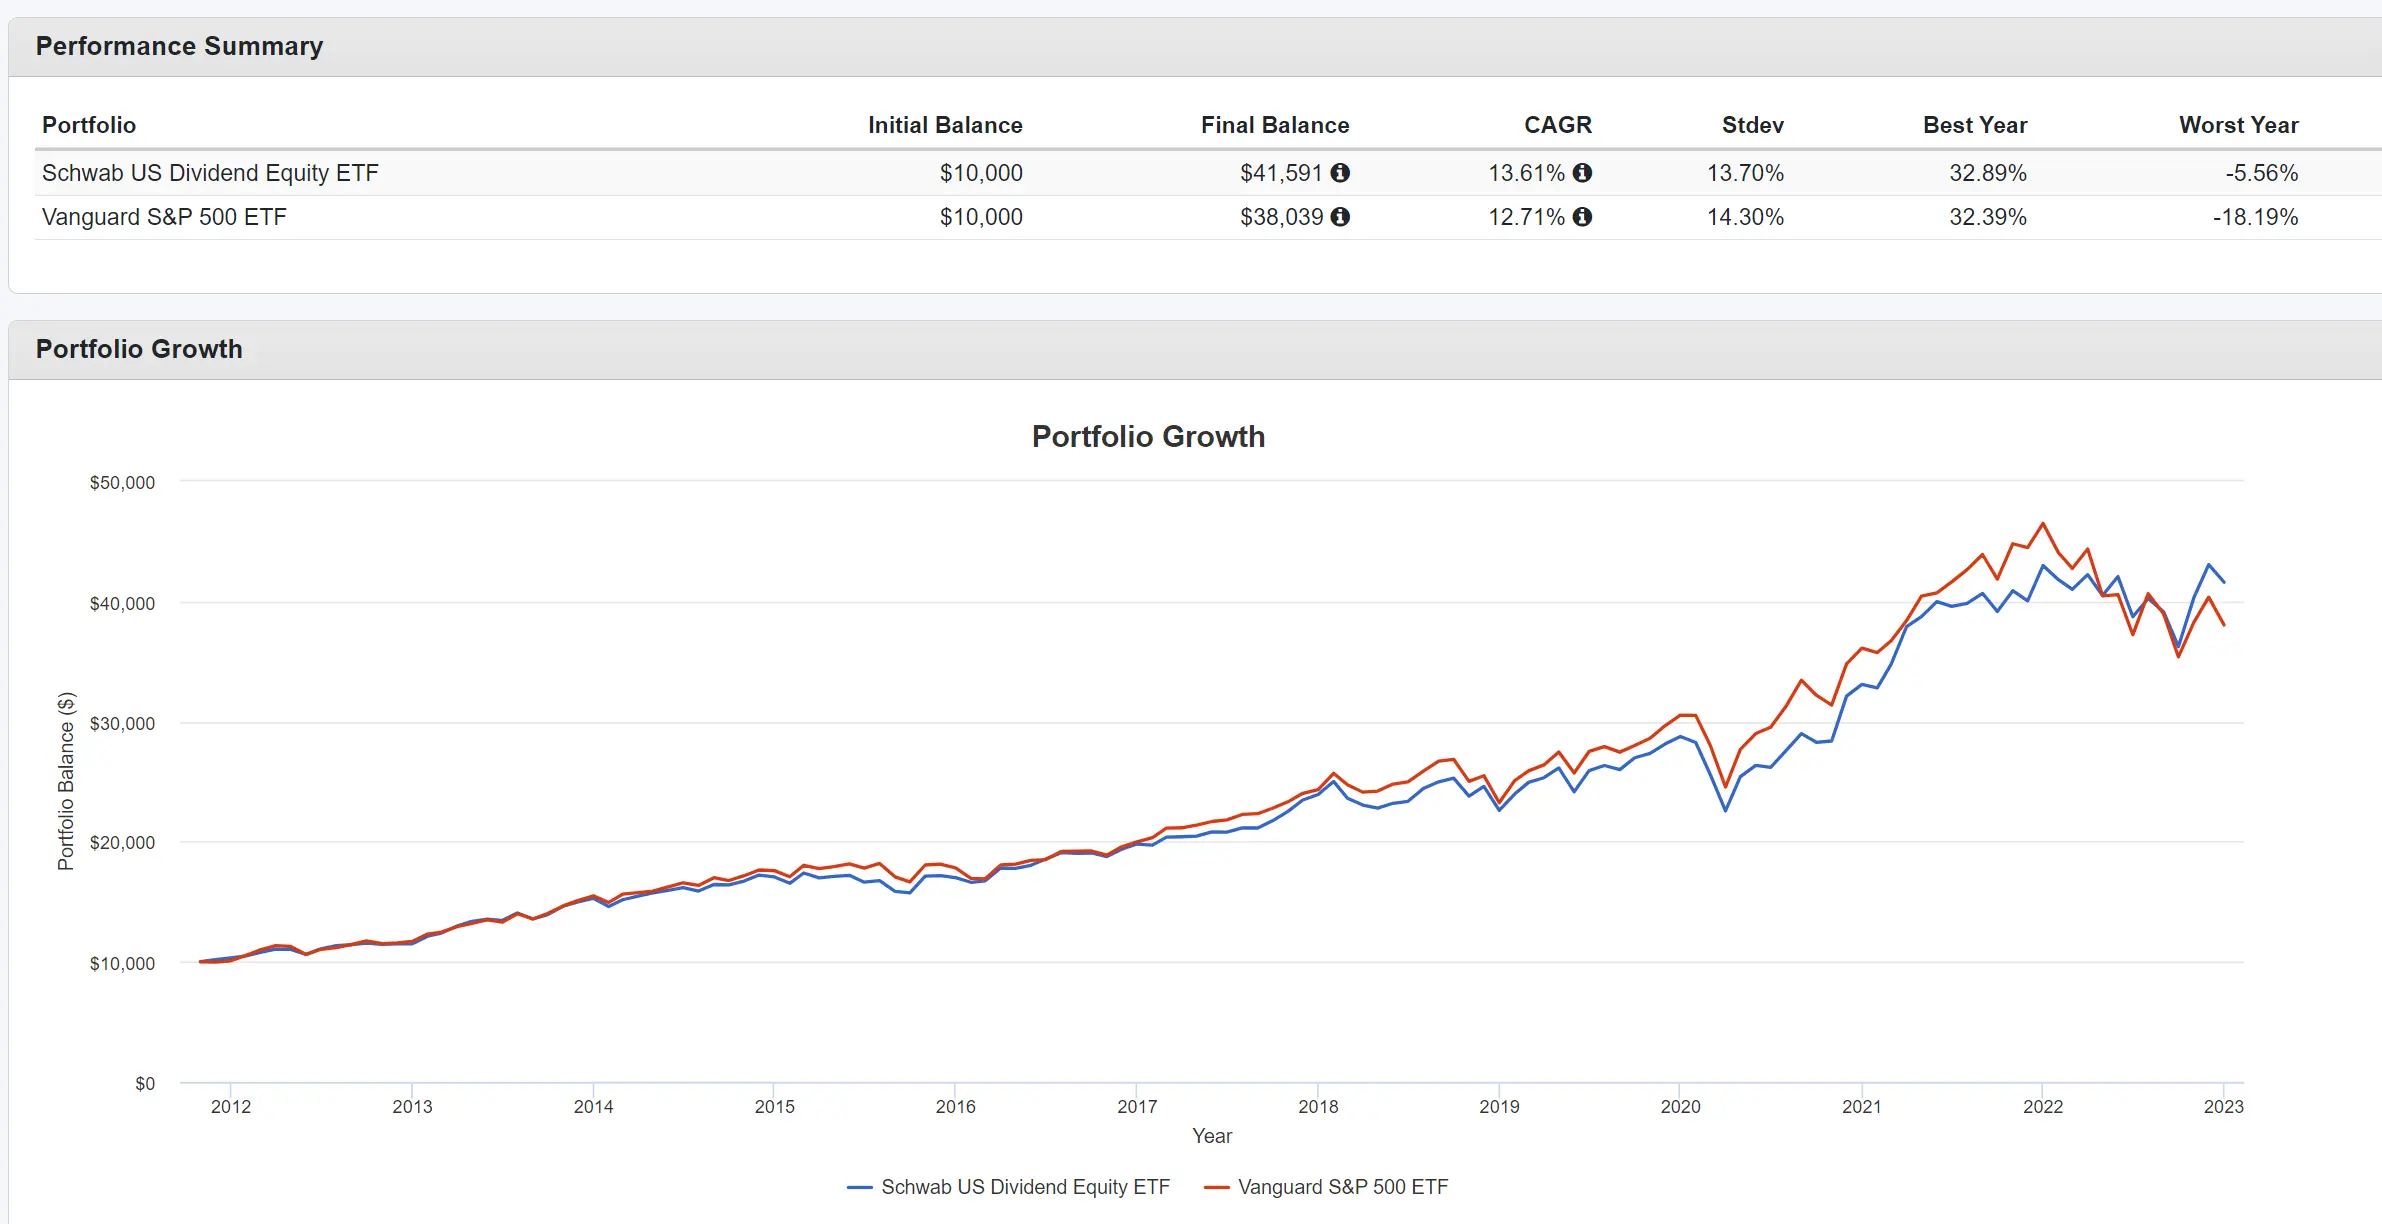 Performance Summary
Portfolio Initial Balance Final Balance CAGR Stdev Best Year Worst Year
Schwab US Dividend Equity ETF $10,000 $41,591 13.61% 13.70% 32.89% -5.56%
Vanguard S&P 500 ETF $10,000 $38,039 12.71% 14.30% 32.39% -18.19%
Portfolio Growth
Portfolio Growth
Portfolio Balance ($)
$50,000
$40,000
$30,000
$20,000
$10,000
$0
2012 2013 2014 2015 2016 2017 2018 2019 2020 2021 2022 2023
Year
Schwab US Dividend Equity ETF Vanguard S&P 500 ETF